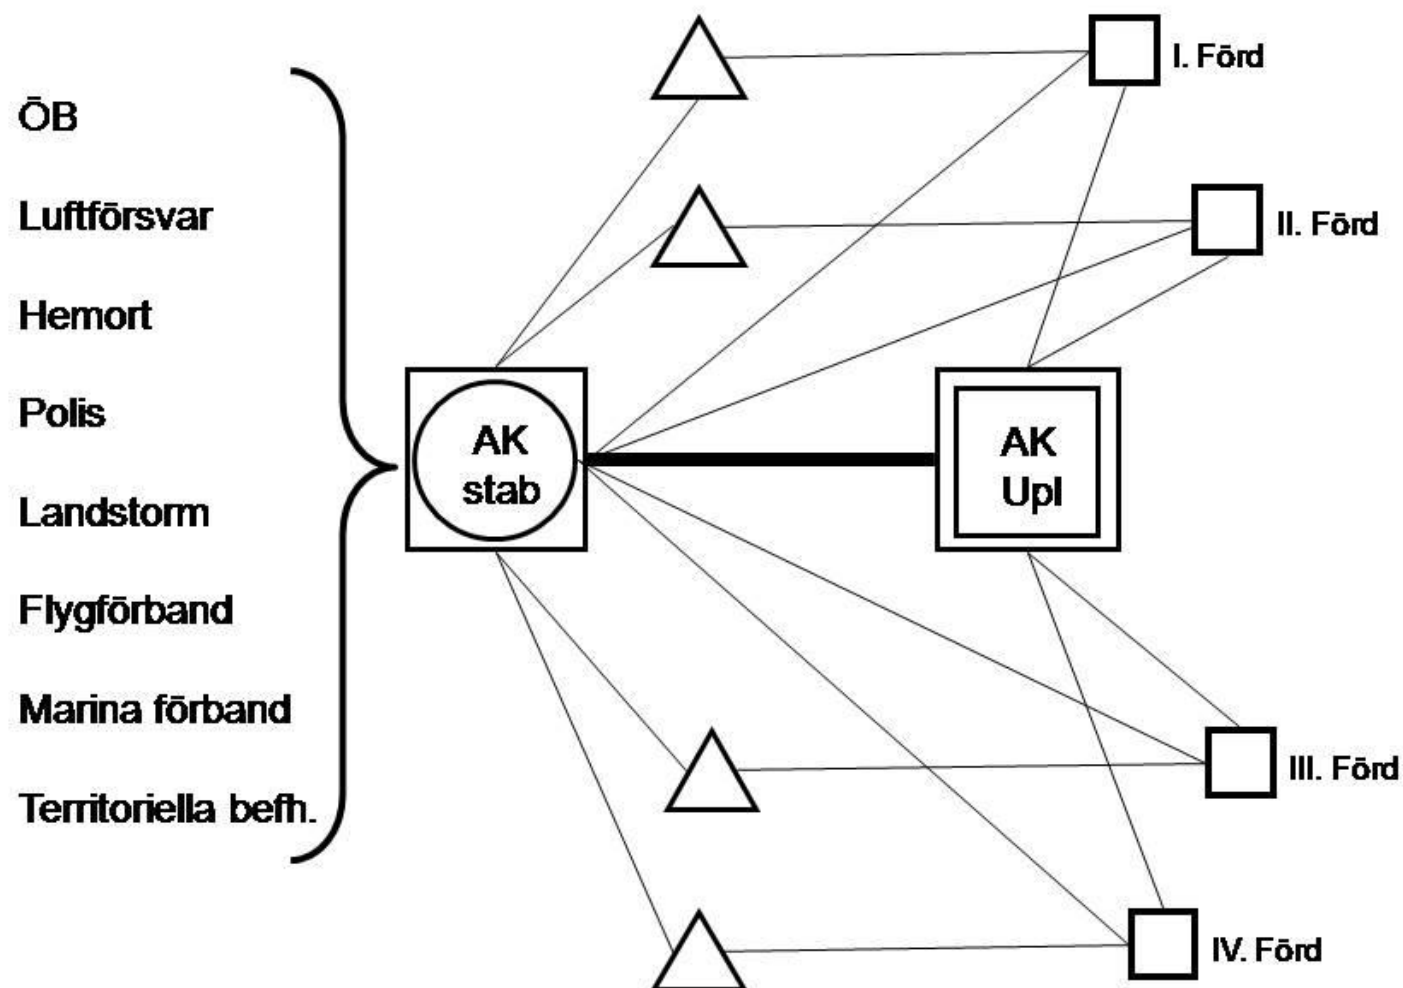 ÖB
Luftförsvar
Hemort
Polis
Landstorm
Flygförband
Marina förband
Territoriella befh.
AK
stab
AK
Upl
I. Förd
II. Förd
III. Förd
IV. Förd